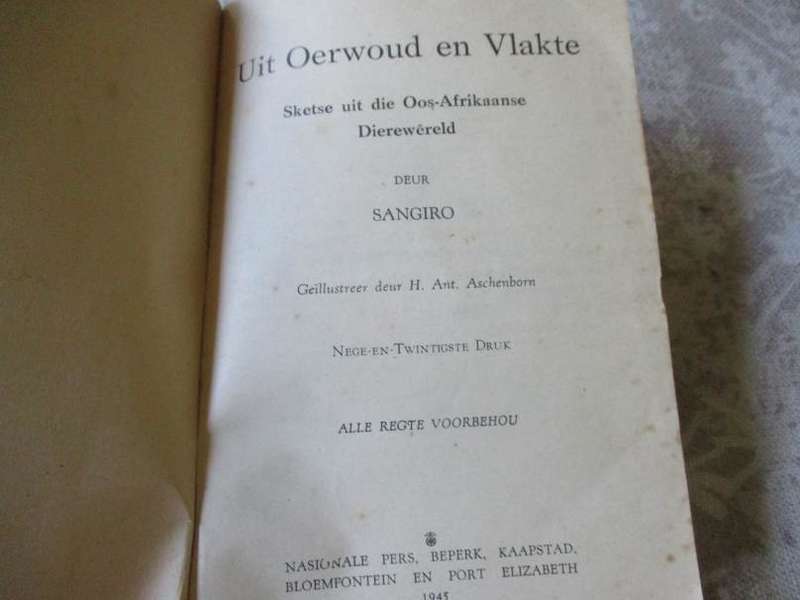 Uit Oerwoud en Vlakte
Sketse uit die Oos-Afrikaanse
Dierewêreld
DEUR
SANGIRO
Geïllustreer deur H. Ant. Aschenborn
NEGE-EN-TWINTIGSTE DRUK
ALLE REGTE VOORBEHOU
NASIONALE PERS, BEPERK, KAAPSTAD,
BLOEMFONTEIN EN PORT ELIZABETH
1945